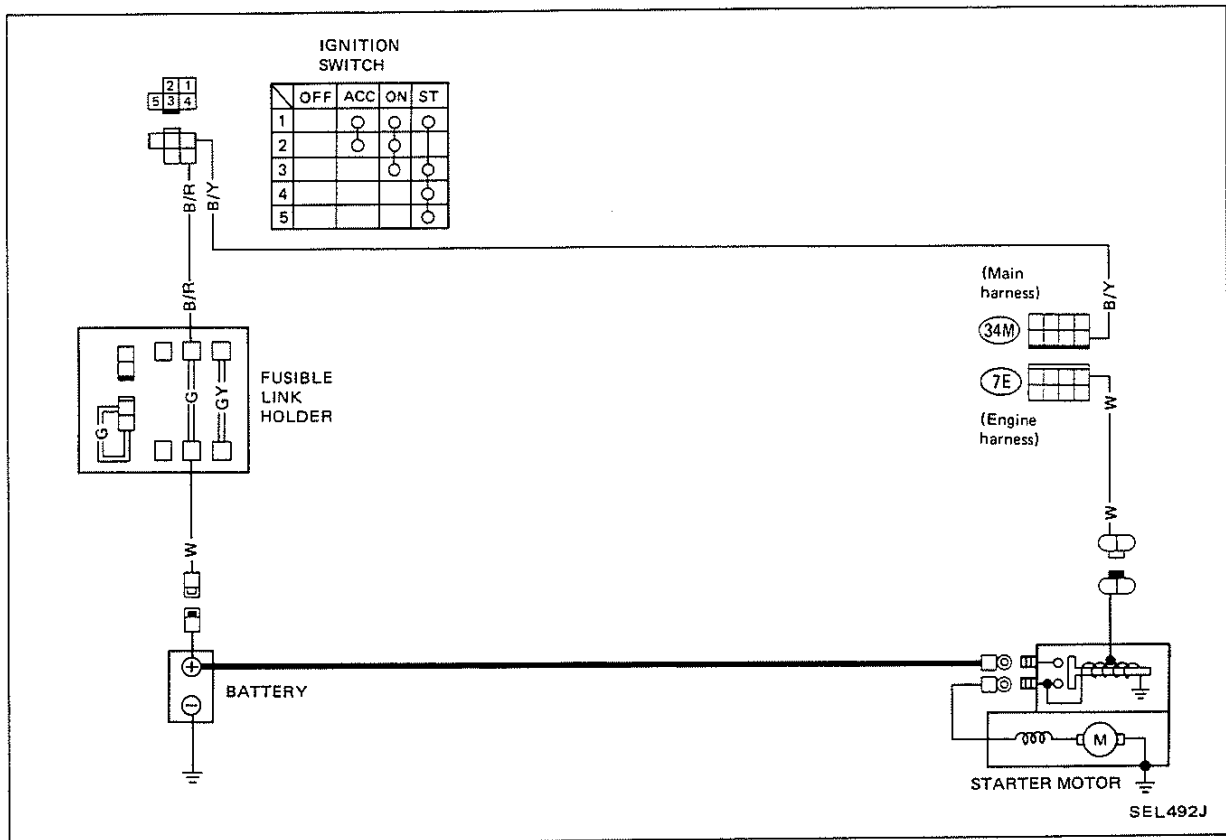 IGNITION
SWITCH
2 1
5 3 4
OFF ACC ON ST
1
2
3
4
5
B/R
B/Y
B/R
(Main
harness)
B/Y
34M
7E
(Engine
harness)
W
G
G
GY
FUSIBLE
LINK
HOLDER
W
W
+
−
BATTERY
M
STARTER MOTOR
SEL492J